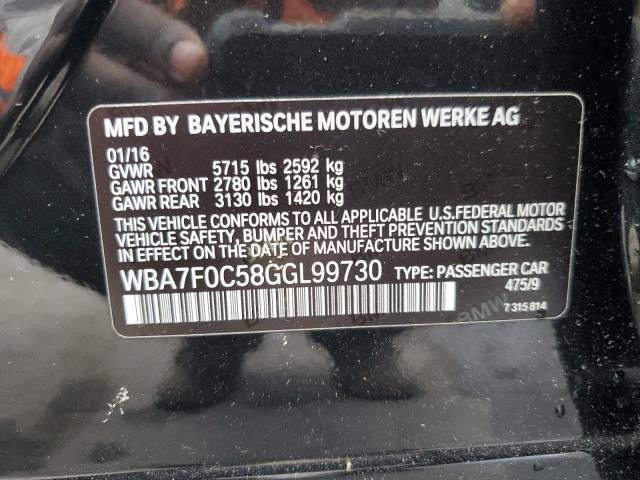 MFD BY BAYERISCHE MOTOREN WERKE AG
01/16
GVWR 5715 lbs 2592 kg
GAWR FRONT 2780 lbs 1261 kg
GAWR REAR 3130 lbs 1420 kg
THIS VEHICLE CONFORMS TO ALL APPLICABLE U.S.FEDERAL MOTOR
VEHICLE SAFETY, BUMPER, AND THEFT PREVENTION STANDARDS
IN EFFECT ON THE DATE OF MANUFACTURE SHOWN ABOVE.
WBA7F0C58GGL99730 TYPE: PASSENGER CAR
475/9
7 315 814